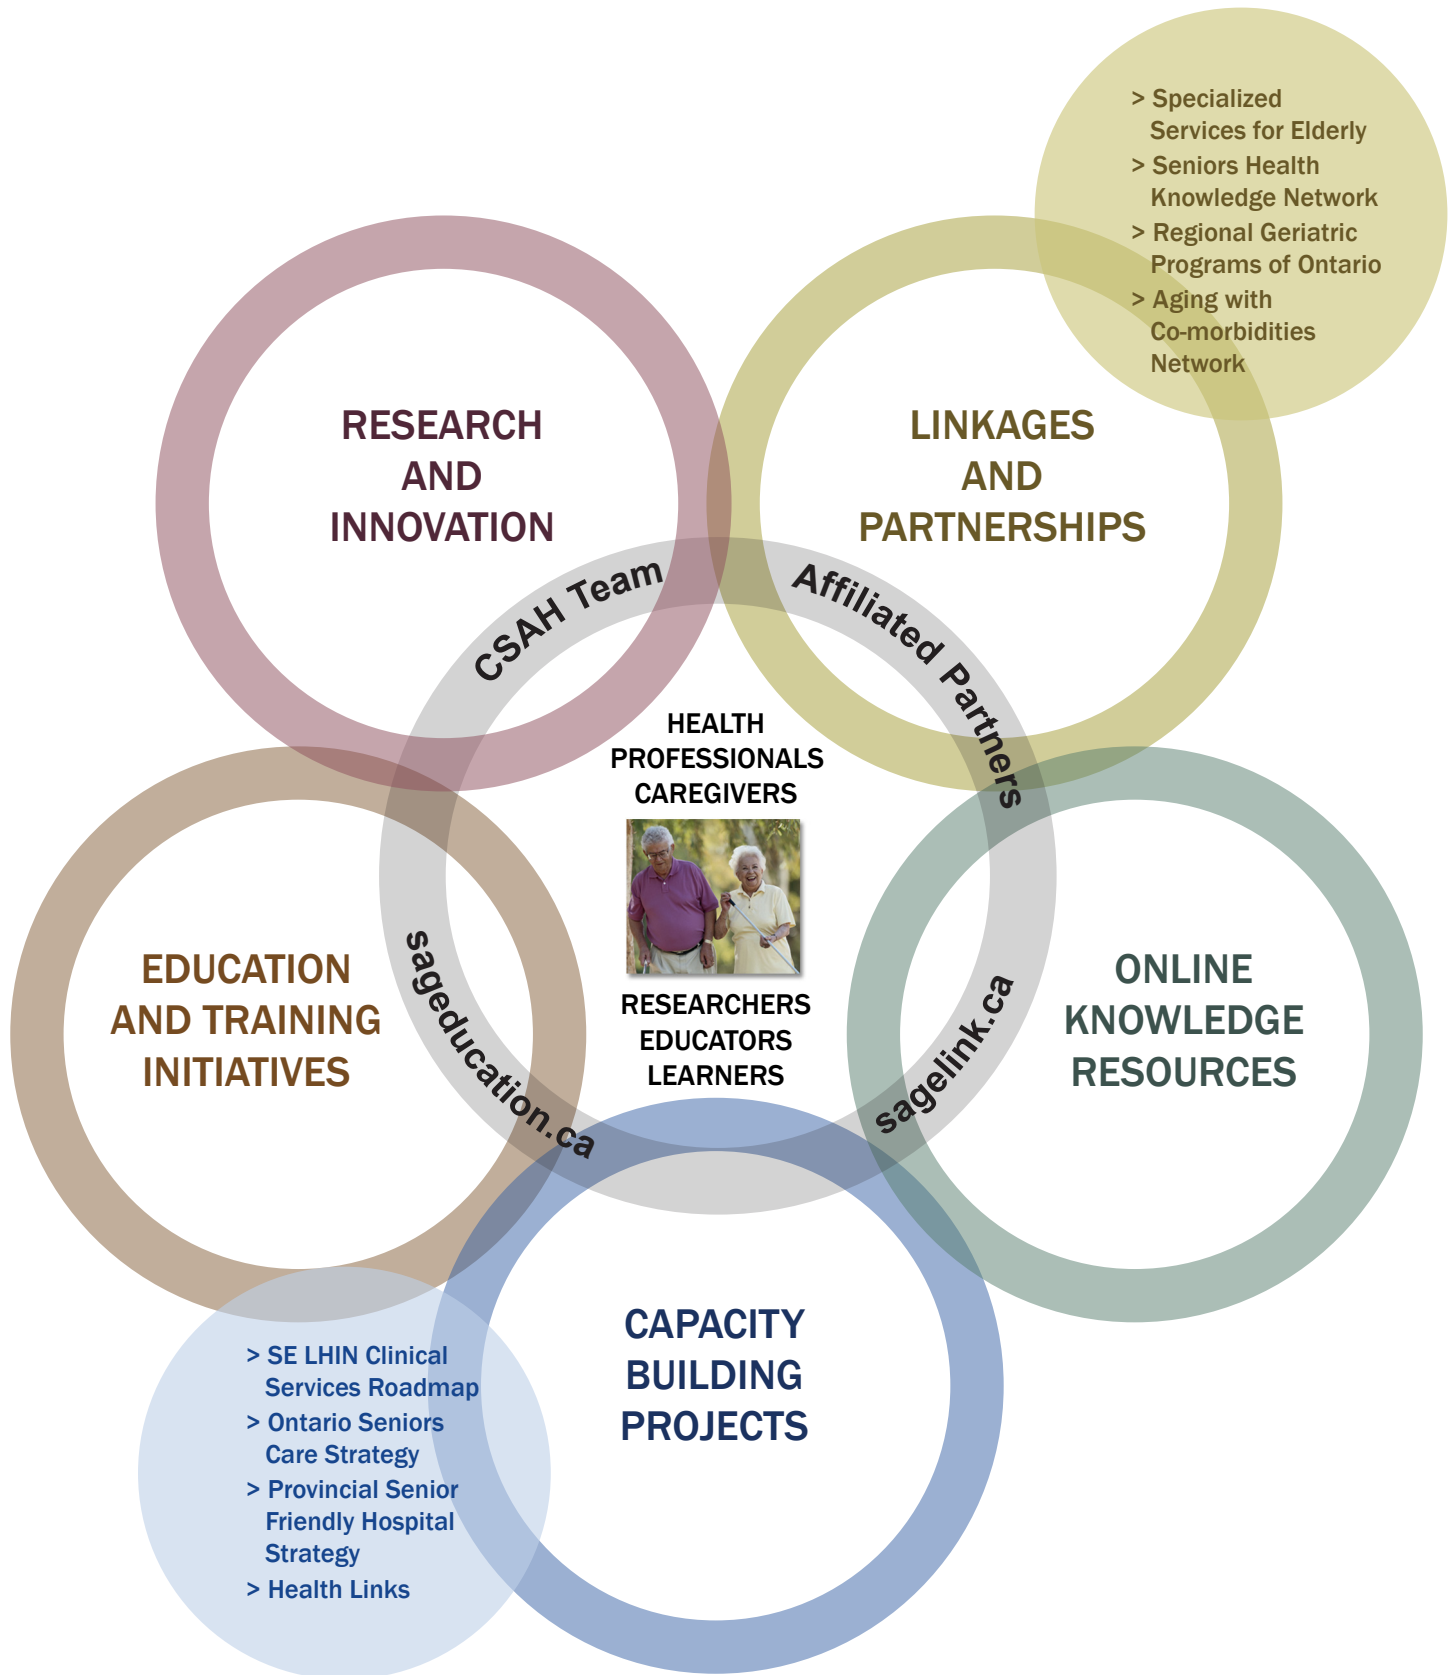 > Specialized
Services for Elderly
> Seniors Health
Knowledge Network
> Regional Geriatric
Programs of Ontario
> Aging with
Co-morbidities
Network
RESEARCH
AND
INNOVATION
LINKAGES
AND
PARTNERSHIPS
CSAH Team
Affiliated Partners
HEALTH
PROFESSIONALS
CAREGIVERS
RESEARCHERS
EDUCATORS
LEARNERS
sageducation.ca
sagelink.ca
EDUCATION
AND TRAINING
INITIATIVES
ONLINE
KNOWLEDGE
RESOURCES
CAPACITY
BUILDING
PROJECTS
> SE LHIN Clinical
Services Roadmap
> Ontario Seniors
Care Strategy
> Provincial Senior
Friendly Hospital
Strategy
> Health Links